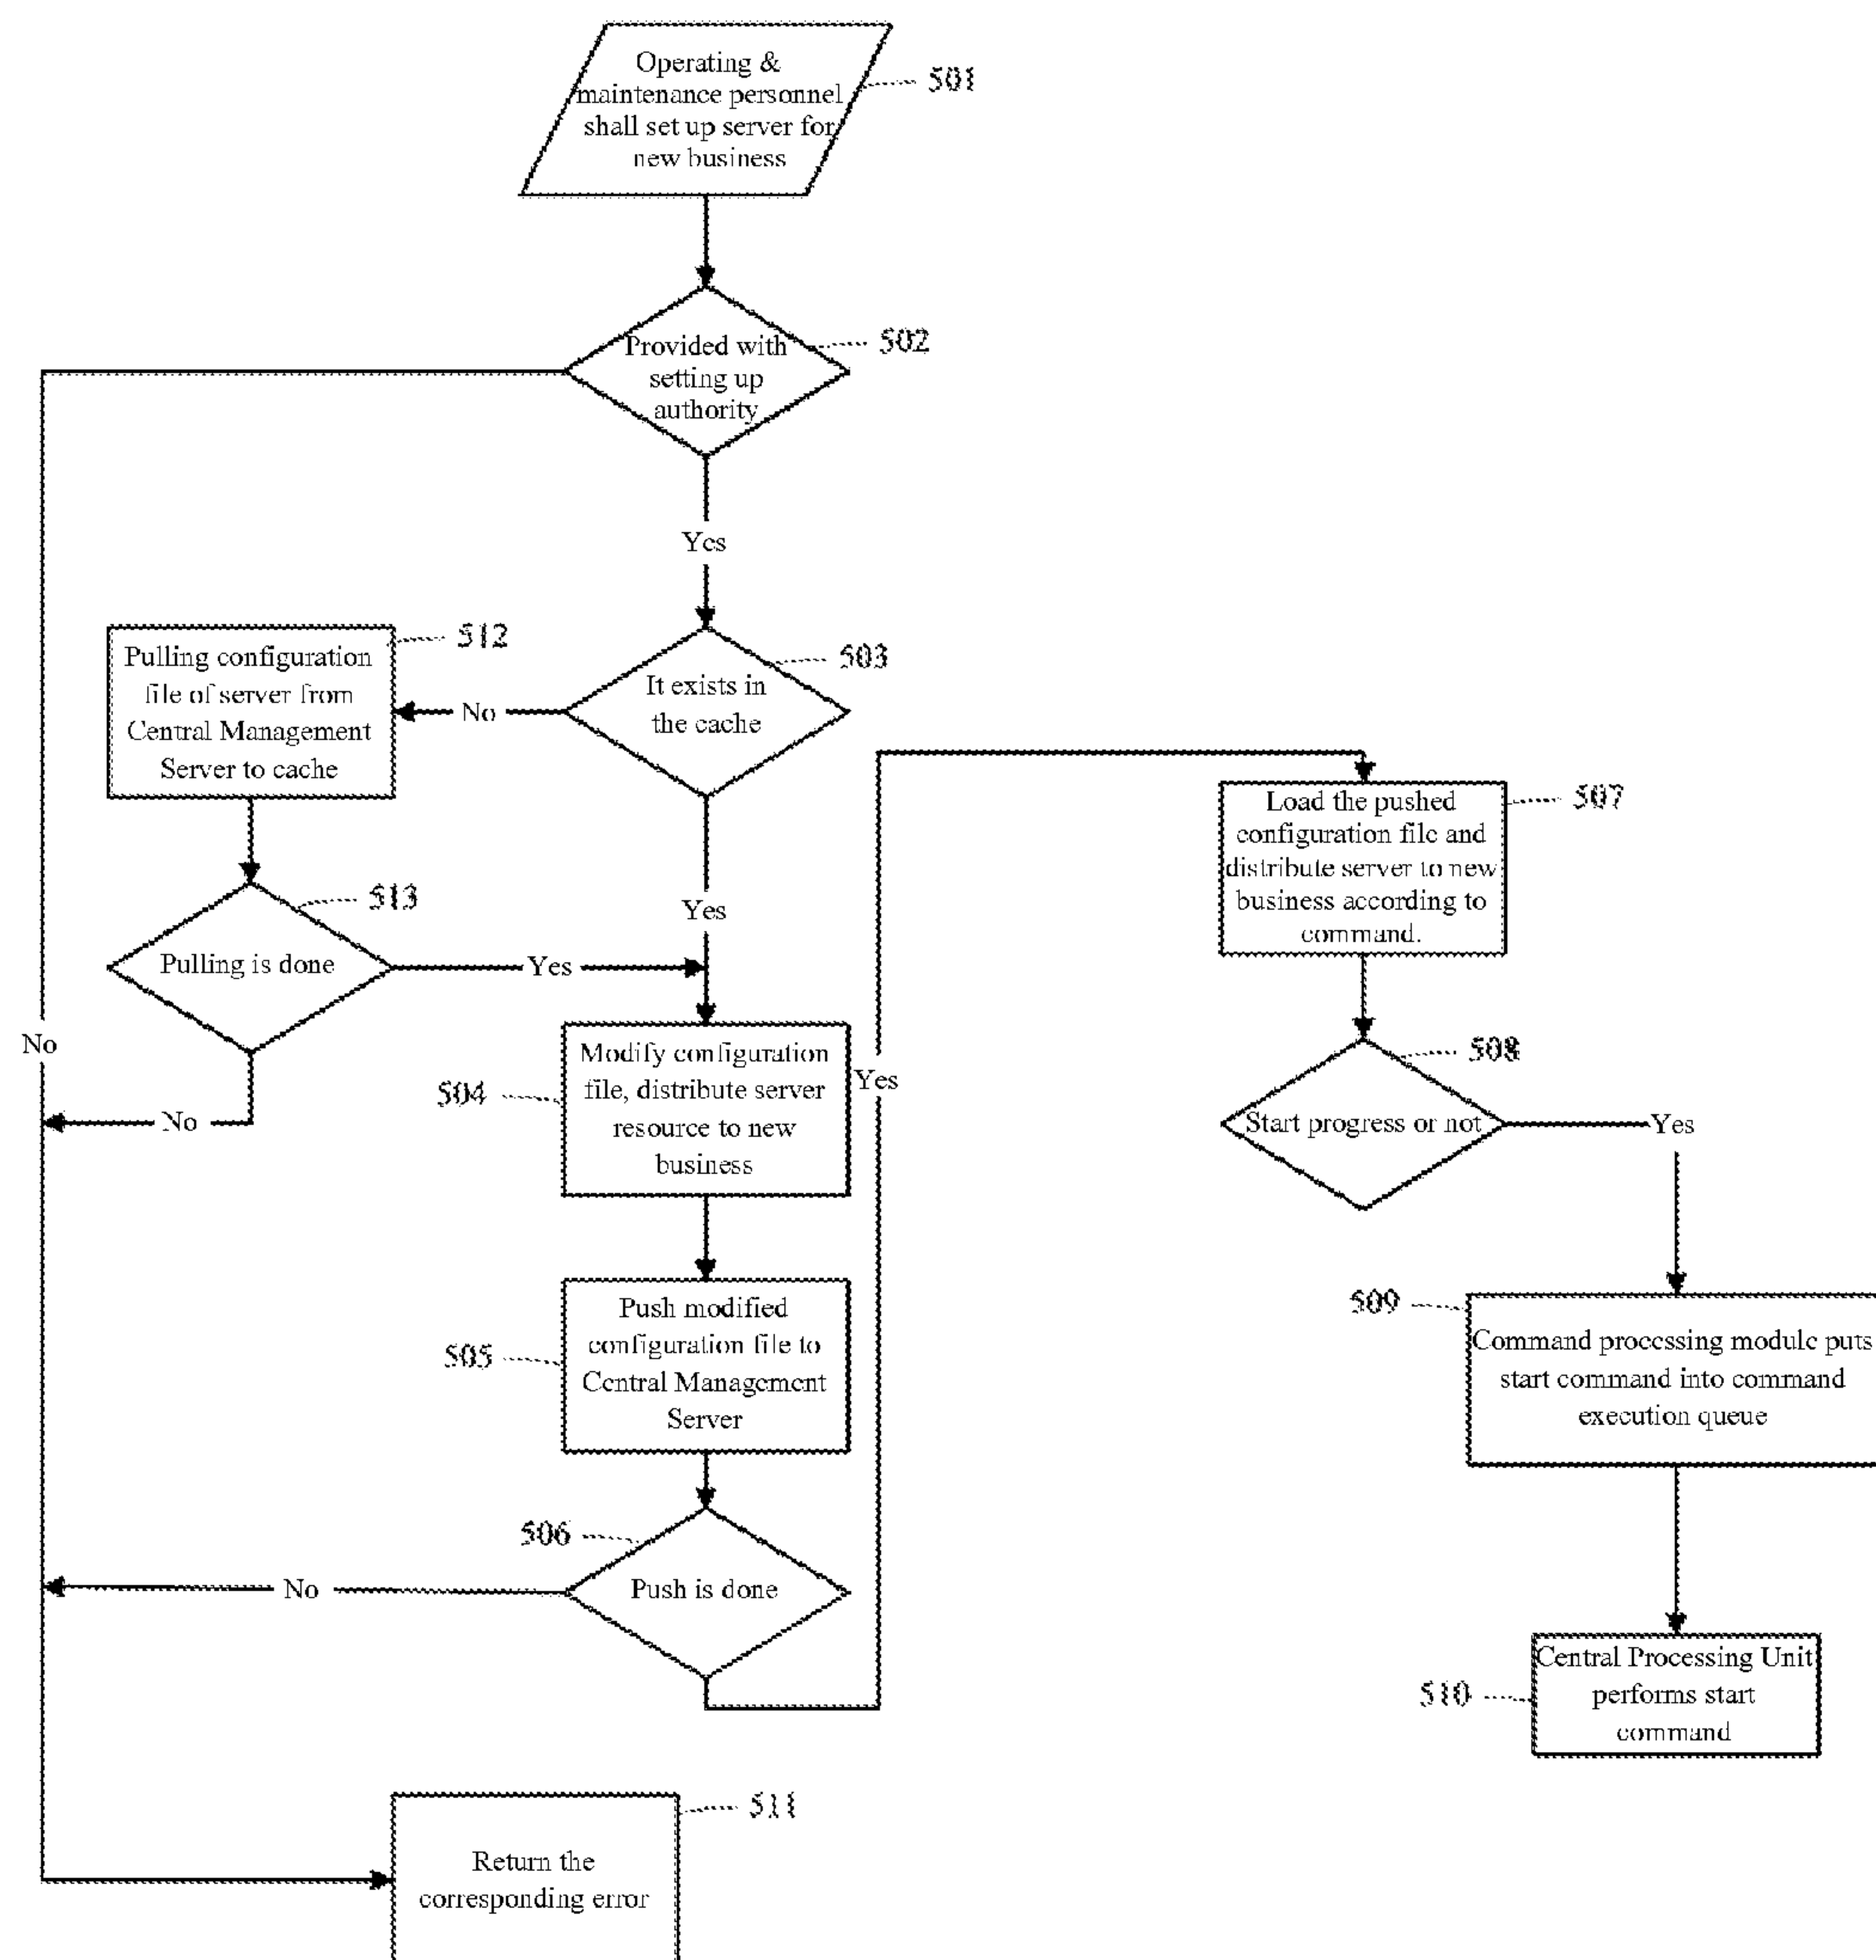 Operating &
maintenance personnel
shall set up server for
new business
501
Provided with
setting up
authority
502
Yes
It exists in
the cache
503
No
512
Pulling configuration
file of server from
Central Management
Server to cache
Pulling is done
513
Yes
No
No
Yes
504
Modify configuration
file, distribute server
resource to new
business
505
Push modified
configuration file to
Central Management
Server
506
Push is done
No
Yes
507
Load the pushed
configuration file and
distribute server to new
business according to
command.
508
Start progress or not
Yes
509
Command processing module puts
start command into command
execution queue
510
Central Processing Unit
performs start
command
511
Return the
corresponding error